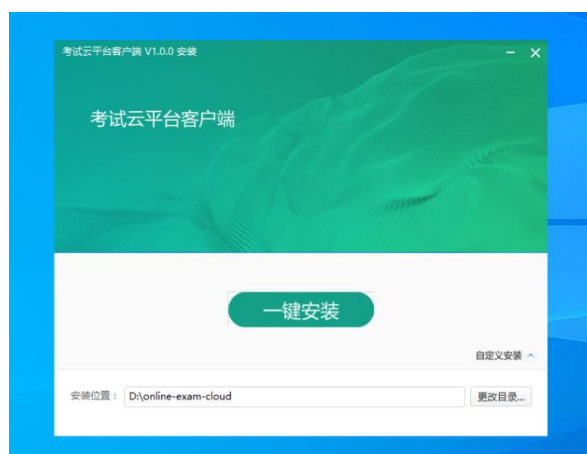 考试云平台客户端 V1.0.0 安装
考试云平台客户端
一键安装
自定义安装
安装位置： D:\online-exam-cloud 更改目录...